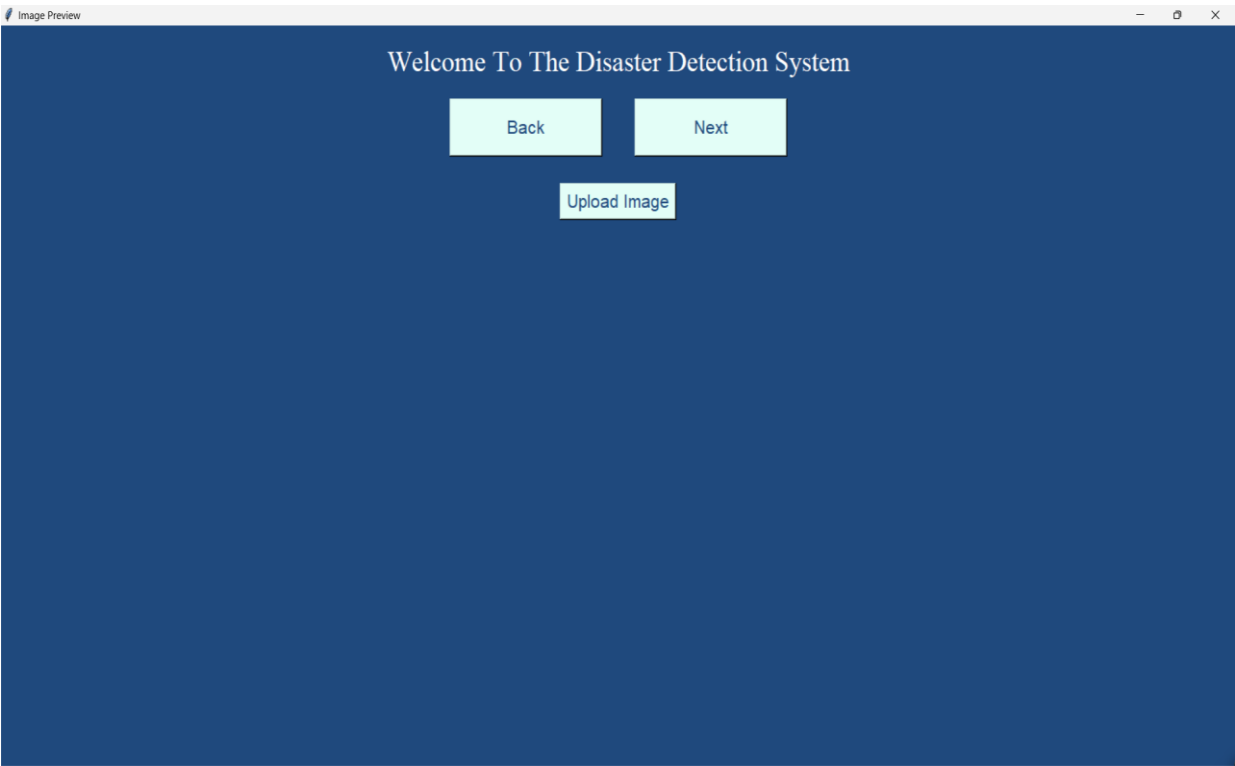 Image Preview
Welcome To The Disaster Detection System
Back Next
Upload Image